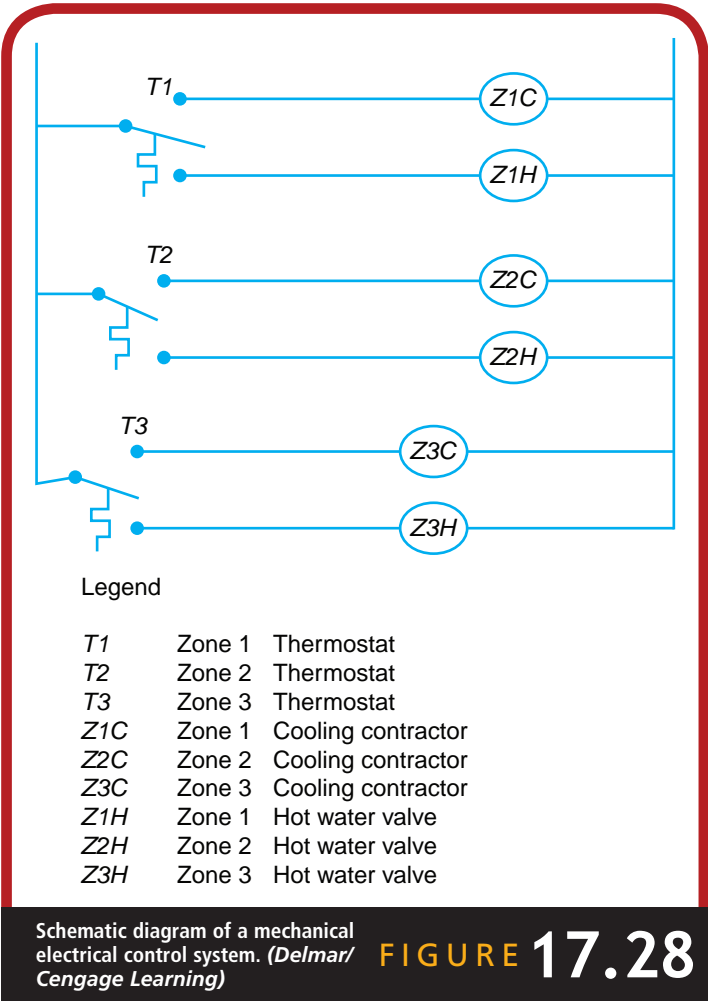 T1
Z1C
Z1H
T2
Z2C
Z2H
T3
Z3C
Z3H
Legend
T1 Zone 1 Thermostat
T2 Zone 2 Thermostat
T3 Zone 3 Thermostat
Z1C Zone 1 Cooling contractor
Z2C Zone 2 Cooling contractor
Z3C Zone 3 Cooling contractor
Z1H Zone 1 Hot water valve
Z2H Zone 2 Hot water valve
Z3H Zone 3 Hot water valve
Schematic diagram of a mechanical
electrical control system. (Delmar/
Cengage Learning)
FIGURE 17.28